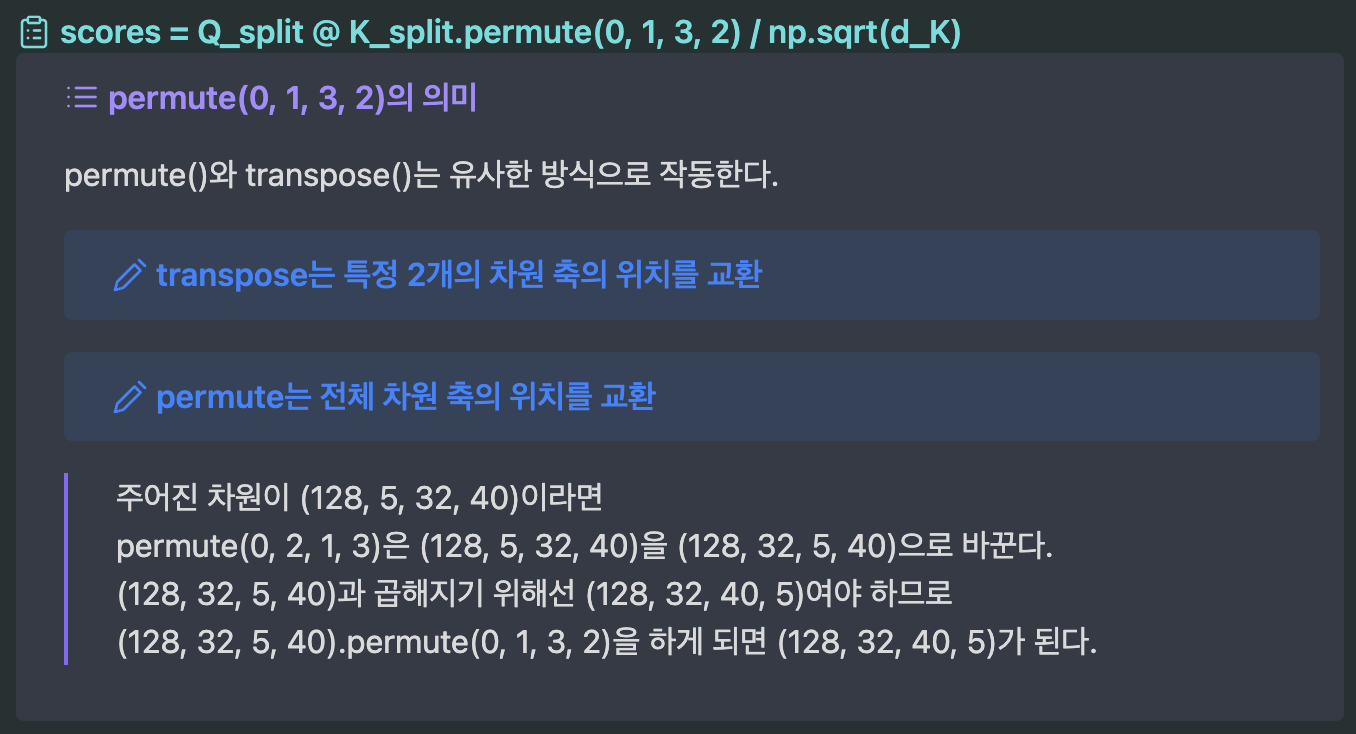 scores = Q_split @ K_split.permute(0, 1, 3, 2) / np.sqrt(d_K)
permute(0, 1, 3, 2)의 의미
permute()와 transpose()는 유사한 방식으로 작동한다.
transpose는 특정 2개의 차원 축의 위치를 교환
permute는 전체 차원 축의 위치를 교환
주어진 차원이 (128, 5, 32, 40)이라면
permute(0, 2, 1, 3)은 (128, 5, 32, 40)을 (128, 32, 5, 40)으로 바꾼다.
(128, 32, 5, 40)과 곱해지기 위해선 (128, 32, 40, 5)여야 하므로
(128, 32, 5, 40).permute(0, 1, 3, 2)을 하게 되면 (128, 32, 40, 5)가 된다.